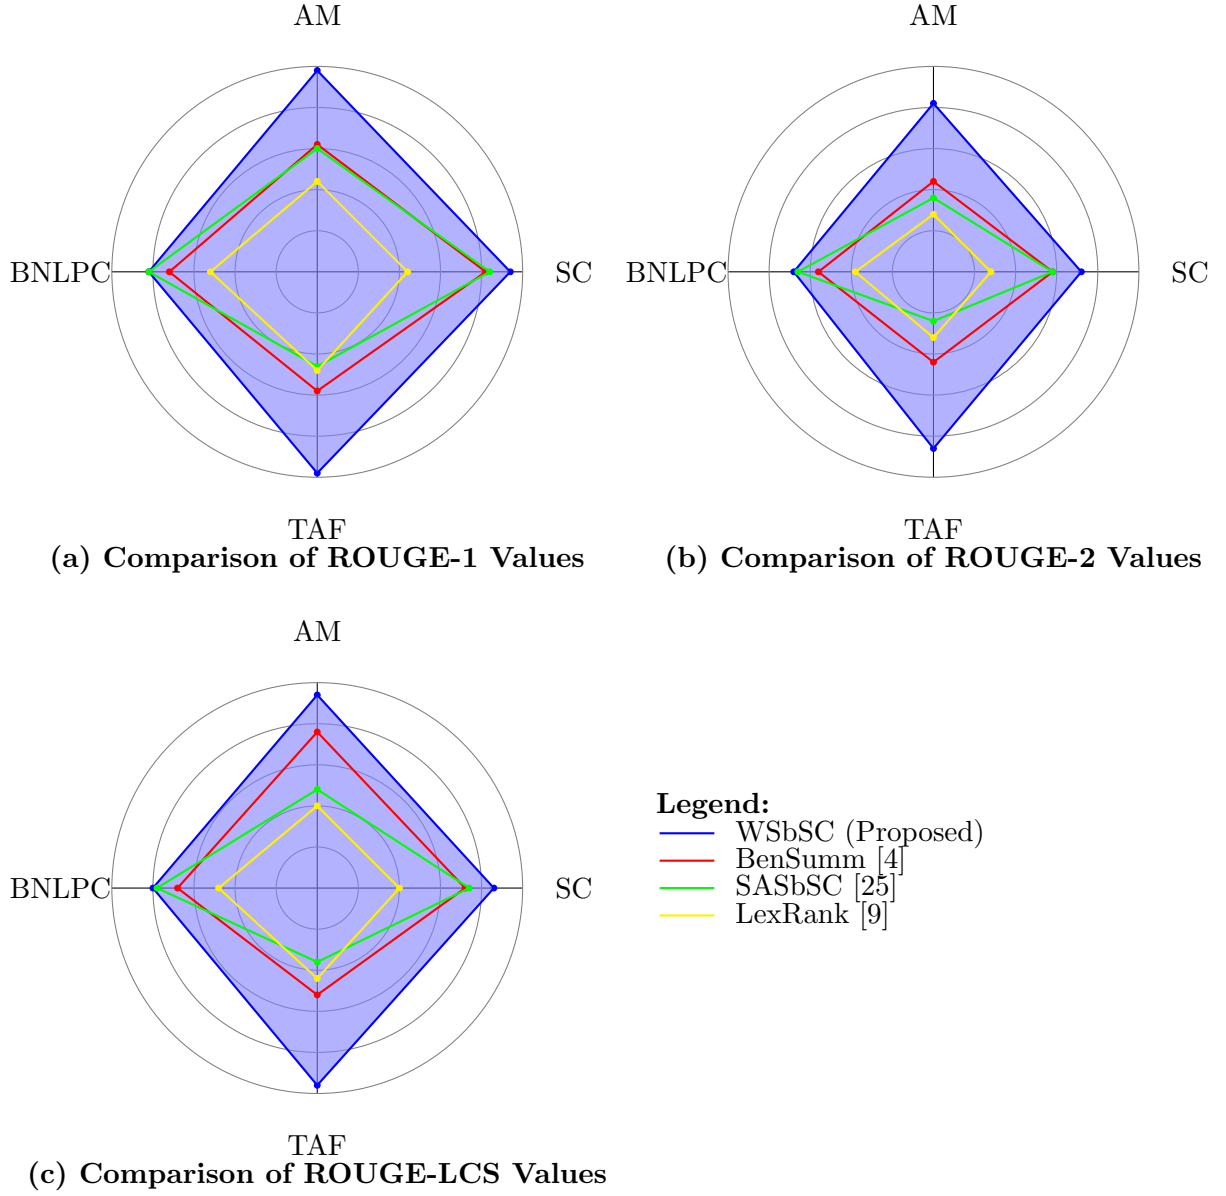 AM
BNLPC
SC
TAF
(a) Comparison of ROUGE-1 Values
AM
BNLPC
SC
TAF
(b) Comparison of ROUGE-2 Values
AM
BNLPC
SC
TAF
(c) Comparison of ROUGE-LCS Values
Legend:
WSbSC (Proposed)
BenSumm [4]
SASbSC [25]
LexRank [9]